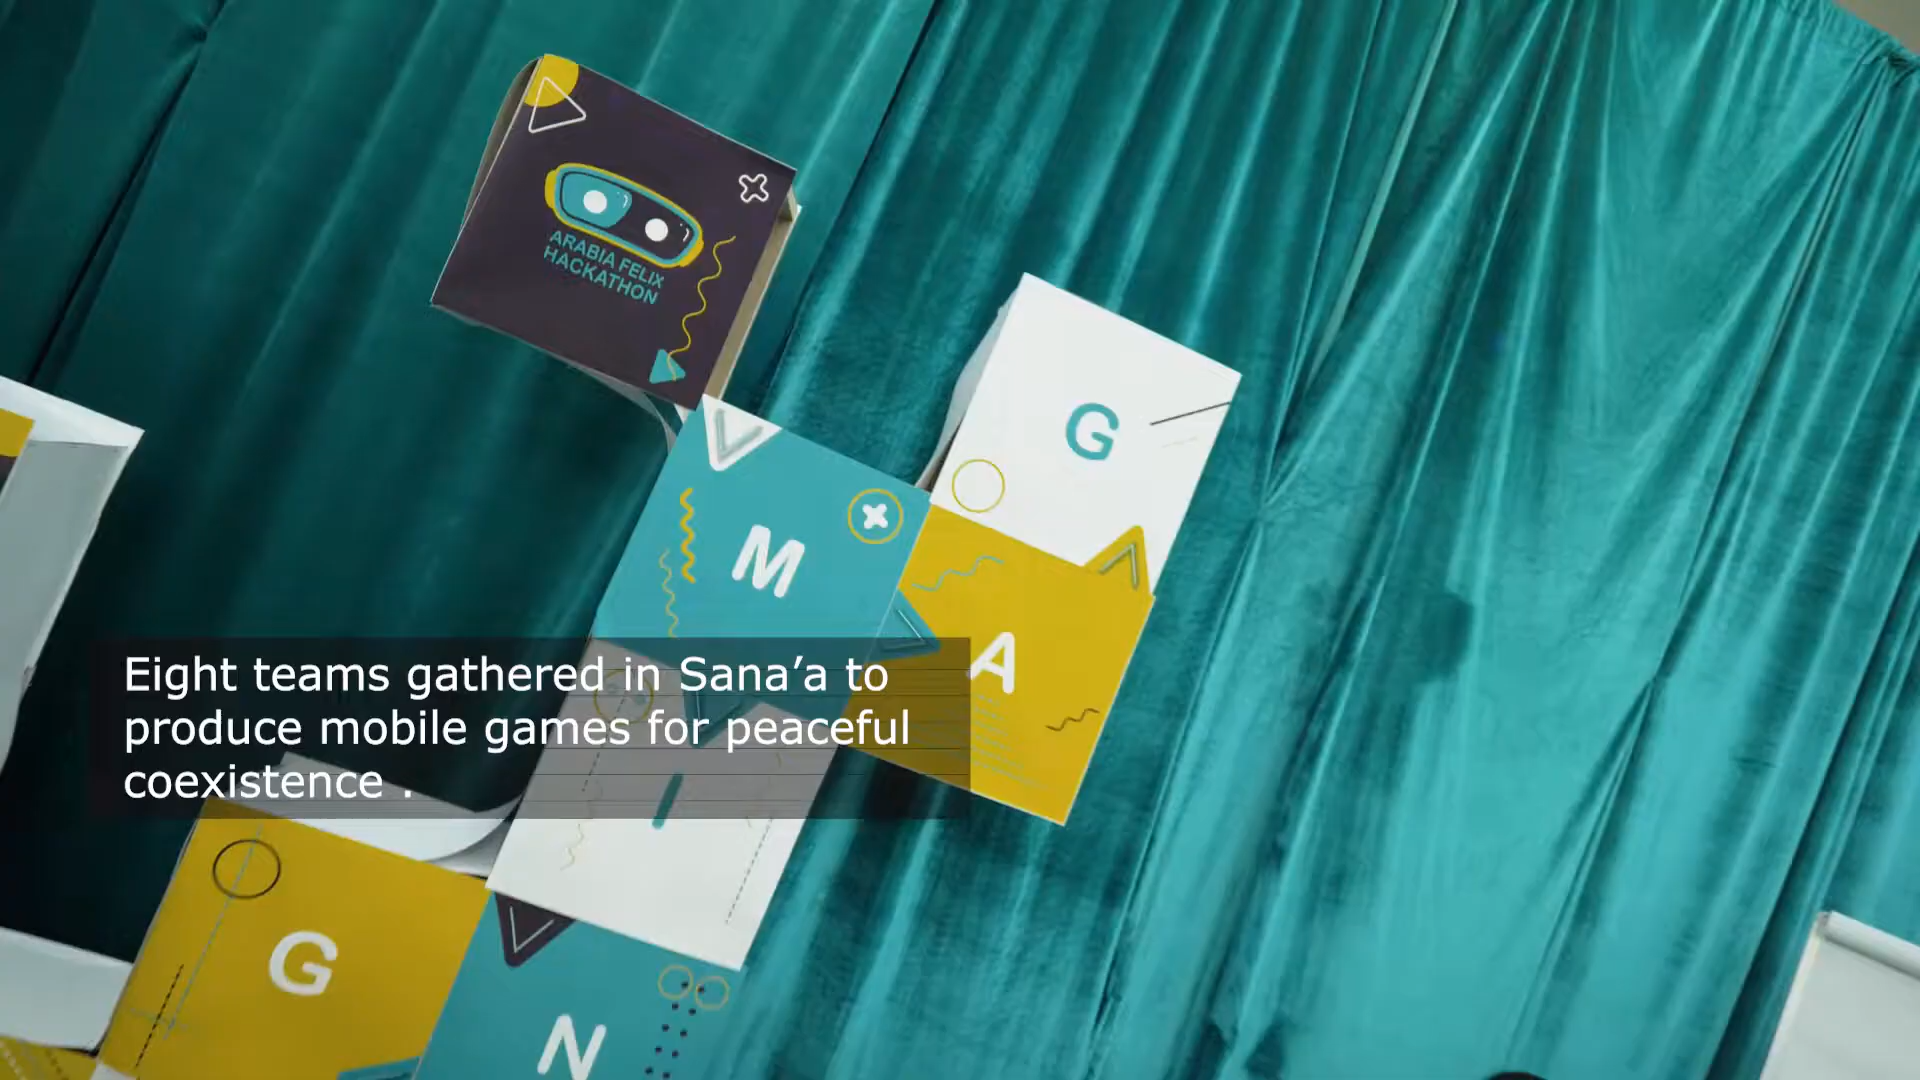 ARABIA FELIX
HACKATHON
G
M
A
I
G
N
Eight teams gathered in Sana’a to
produce mobile games for peaceful
coexistence .